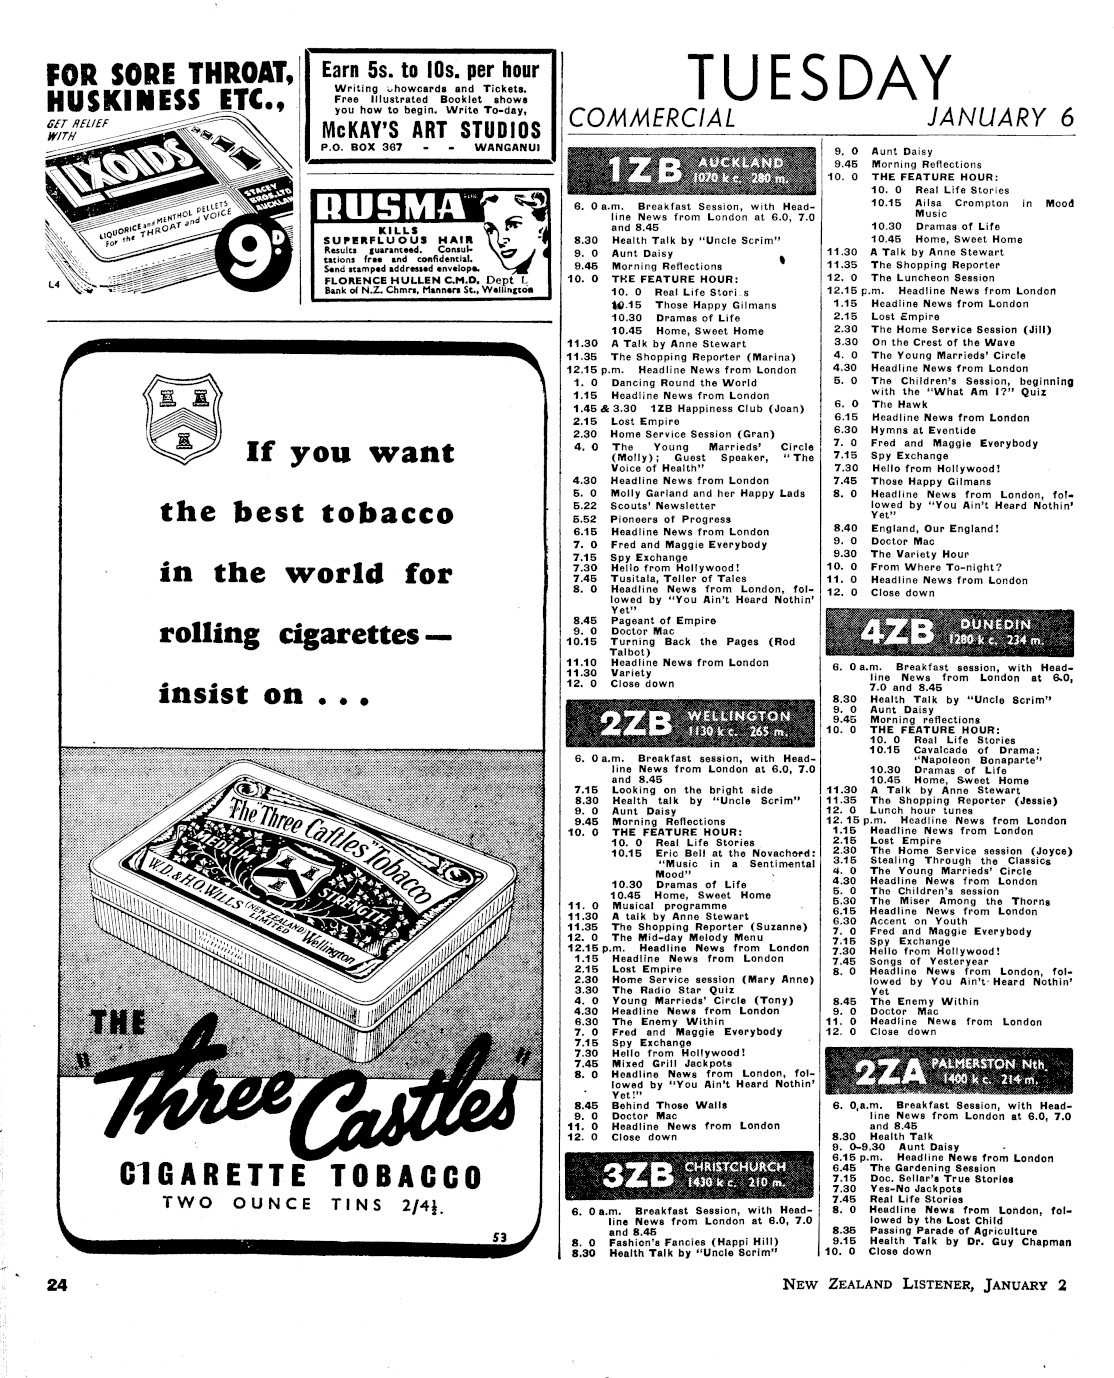 FOR SORE THROAT,
HUSKINESS ETC.,
GET RELIEF
WITH
LIXOIDS
LIQUORICE and MENTHOL PELLETS
For the THROAT and VOICE
STACEY
BROS. LTD
AUCKLAND
9D.
L4
Earn 5s. to 10s. per hour
Writing Showcards and Tickets.
Free Illustrated Booklet shows
you how to begin. Write To-day,
McKAY'S ART STUDIOS
P.O. BOX 367 - - WANGANUI
RUSMA
KILLS
SUPERFLUOUS HAIR
Results guaranteed. Consul-
tations free and confidential.
Send stamped addressed envelope.
FLORENCE HULLEN C.M.D. Dept L
Bank of N.Z. Chmrs, Manners St., Wellington
If you want
the best tobacco
in the world for
rolling cigarettes—
insist on . . .
The "Three Castles" Tobacco
MEDIUM STRENGTH
W.D. & H.O. WILLS (NEW ZEALAND) LIMITED Wellington
THE
"Three Castles"
CIGARETTE TOBACCO
TWO OUNCE TINS 2/4½.
53
TUESDAY
COMMERCIAL JANUARY 6
1ZB AUCKLAND
1070 k c. 280 m.
6. 0 a.m. Breakfast Session, with Head-
line News from London at 6.0, 7.0
and 8.45
8.30 Health Talk by "Uncle Scrim"
9. 0 Aunt Daisy
9.45 Morning Reflections
10. 0 THE FEATURE HOUR:
10. 0 Real Life Stories
10.15 Those Happy Gilmans
10.30 Dramas of Life
10.45 Home, Sweet Home
11.30 A Talk by Anne Stewart
11.35 The Shopping Reporter (Marina)
12.15 p.m. Headline News from London
1. 0 Dancing Round the World
1.15 Headline News from London
1.45 & 3.30 1ZB Happiness Club (Joan)
2.15 Lost Empire
2.30 Home Service Session (Gran)
4. 0 The Young Marrieds' Circle
(Molly); Guest Speaker, "The
Voice of Health"
4.30 Headline News from London
5. 0 Molly Garland and her Happy Lads
5.22 Scouts' Newsletter
5.52 Pioneers of Progress
6.15 Headline News from London
7. 0 Fred and Maggie Everybody
7.15 Spy Exchange
7.30 Hello from Hollywood!
7.45 Tusitala, Teller of Tales
8. 0 Headline News from London, fol-
lowed by "You Ain't Heard Nothin'
Yet"
8.45 Pageant of Empire
9. 0 Doctor Mac
10.15 Turning Back the Pages (Rod
Talbot)
11.10 Headline News from London
11.30 Variety
12. 0 Close down
2ZB WELLINGTON
1130 k c. 265 m.
6. 0 a.m. Breakfast session, with Head-
line News from London at 6.0, 7.0
and 8.45
7.15 Looking on the bright side
8.30 Health talk by "Uncle Scrim"
9. 0 Aunt Daisy
9.45 Morning Reflections
10. 0 THE FEATURE HOUR:
10. 0 Real Life Stories
10.15 Eric Bell at the Novachord:
"Music in a Sentimental
Mood"
10.30 Dramas of Life
10.45 Home, Sweet Home
11. 0 Musical programme
11.30 A talk by Anne Stewart
11.35 The Shopping Reporter (Suzanne)
12. 0 The Mid-day Melody Menu
12.15 p.m. Headline News from London
1.15 Headline News from London
2.15 Lost Empire
2.30 Home Service session (Mary Anne)
3.30 The Radio Star Quiz
4. 0 Young Marrieds' Circle (Tony)
4.30 Headline News from London
6.30 The Enemy Within
7. 0 Fred and Maggie Everybody
7.15 Spy Exchange
7.30 Hello from Hollywood!
7.45 Mixed Grill Jackpots
8. 0 Headline News from London, fol-
lowed by "You Ain't Heard Nothin'
Yet!"
8.45 Behind Those Walls
9. 0 Doctor Mac
11. 0 Headline News from London
12. 0 Close down
3ZB CHRISTCHURCH
1430 k c. 210 m.
6. 0 a.m. Breakfast Session, with Head-
line News from London at 6.0, 7.0
and 8.45
8. 0 Fashion's Fancies (Happi Hill)
8.30 Health Talk by "Uncle Scrim"
9. 0 Aunt Daisy
9.45 Morning Reflections
10. 0 THE FEATURE HOUR:
10. 0 Real Life Stories
10.15 Ailsa Crompton in Mood
Music
10.30 Dramas of Life
10.45 Home, Sweet Home
11.30 A Talk by Anne Stewart
11.35 The Shopping Reporter
12. 0 The Luncheon Session
12.15 p.m. Headline News from London
1.15 Headline News from London
2.15 Lost Empire
2.30 The Home Service Session (Jill)
3.30 On the Crest of the Wave
4. 0 The Young Marrieds' Circle
4.30 Headline News from London
5. 0 The Children's Session, beginning
with the "What Am I?" Quiz
6. 0 The Hawk
6.15 Headline News from London
6.30 Hymns at Eventide
7. 0 Fred and Maggie Everybody
7.15 Spy Exchange
7.30 Hello from Hollywood!
7.45 Those Happy Gilmans
8. 0 Headline News from London, fol-
lowed by "You Ain't Heard Nothin'
Yet"
8.40 England, Our England!
9. 0 Doctor Mac
9.30 The Variety Hour
10. 0 From Where To-night?
11. 0 Headline News from London
12. 0 Close down
4ZB DUNEDIN
1280 k c. 234 m.
6. 0 a.m. Breakfast session, with Head-
line News from London at 6.0,
7.0 and 8.45
8.30 Health Talk by "Uncle Scrim"
9. 0 Aunt Daisy
9.45 Morning reflections
10. 0 THE FEATURE HOUR:
10. 0 Real Life Stories
10.15 Cavalcade of Drama:
"Napoleon Bonaparte"
10.30 Dramas of Life
10.45 Home, Sweet Home
11.30 A Talk by Anne Stewart
11.35 The Shopping Reporter (Jessie)
12. 0 Lunch hour tunes
12. 15 p.m. Headline News from London
1.15 Headline News from London
2.15 Lost Empire
2.30 The Home Service session (Joyce)
3.15 Stealing Through the Classics
4. 0 The Young Marrieds' Circle
4.30 Headline News from London
5. 0 The Children's session
5.30 The Miser Among the Thorns
6.15 Headline News from London
6.30 Accent on Youth
7. 0 Fred and Maggie Everybody
7.15 Spy Exchange
7.30 Hello from Hollywood!
7.45 Songs of Yesteryear
8. 0 Headline News from London, fol-
lowed by You Ain't Heard Nothin'
Yet
8.45 The Enemy Within
9. 0 Doctor Mac
11. 0 Headline News from London
12. 0 Close down
2ZA PALMERSTON Nth.
1400 k c. 214 m.
6. 0 a.m. Breakfast Session, with Head-
line News from London at 6.0, 7.0
and 8.45
8.30 Health Talk
9. 0-9.30 Aunt Daisy
6.15 p.m. Headline News from London
6.45 The Gardening Session
7.15 Doc. Sellar's True Stories
7.30 Yes-No Jackpots
7.45 Real Life Stories
8. 0 Headline News from London, fol-
lowed by the Lost Child
8.35 Passing Parade of Agriculture
9.15 Health Talk by Dr. Guy Chapman
10. 0 Close down
24 NEW ZEALAND LISTENER, JANUARY 2